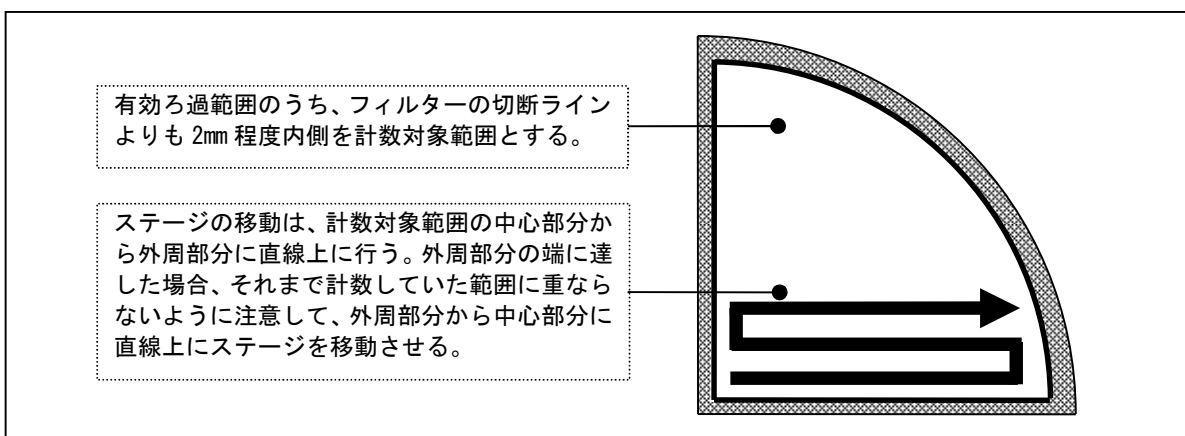 有効ろ過範囲のうち、フィルターの切断ライン
よりも 2mm 程度内側を計数対象範囲とする。
ステージの移動は、計数対象範囲の中心部分か
ら外周部分に直線上に行う。外周部分の端に達
した場合、それまで計数していた範囲に重なら
ないように注意して、外周部分から中心部分に
直線上にステージを移動させる。